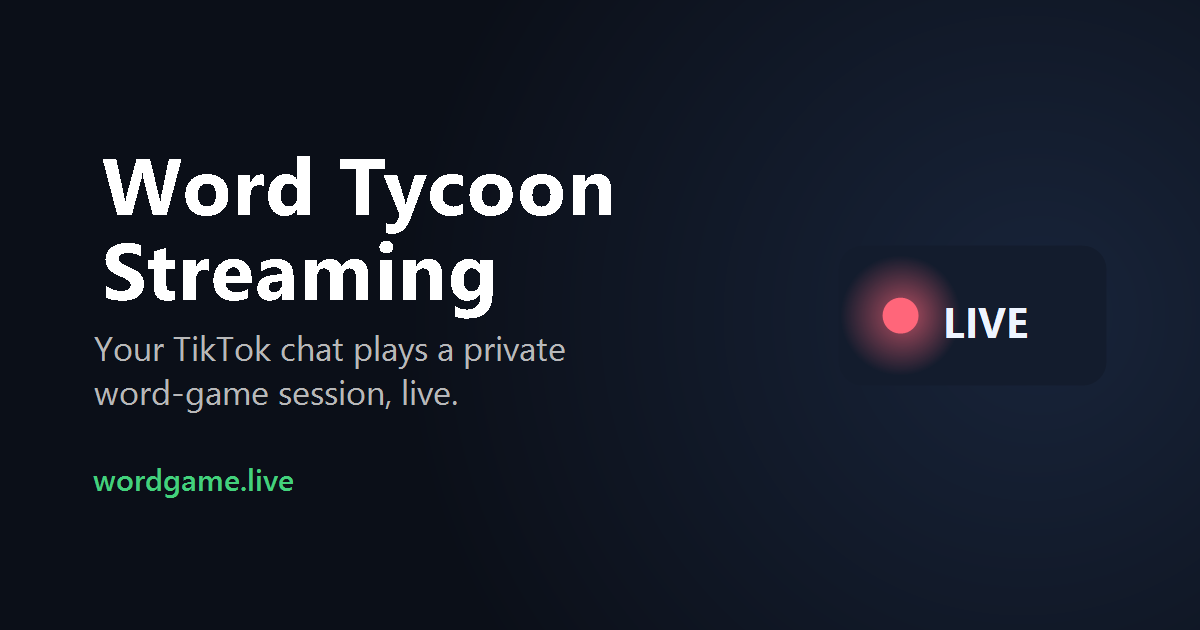 Word Tycoon
Streaming
Your TikTok chat plays a private
word-game session, live.
LIVE
wordgame.live